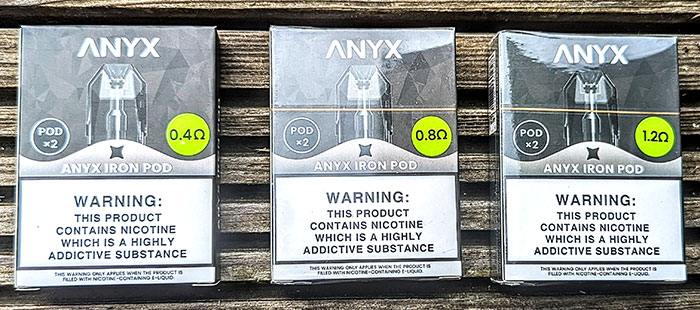 ANYX
POD
×2
0.4Ω
ANYX IRON POD
WARNING:
THIS PRODUCT
CONTAINS NICOTINE
WHICH IS A HIGHLY
ADDICTIVE SUBSTANCE
THIS WARNING ONLY APPLIES WHEN THE PRODUCT IS
FILLED WITH NICOTINE-CONTAINING E-LIQUID.
ANYX
POD
×2
0.8Ω
ANYX IRON POD
WARNING:
THIS PRODUCT
CONTAINS NICOTINE
WHICH IS A HIGHLY
ADDICTIVE SUBSTANCE
THIS WARNING ONLY APPLIES WHEN THE PRODUCT IS
FILLED WITH NICOTINE-CONTAINING E-LIQUID.
ANYX
POD
×2
1.2Ω
ANYX IRON POD
WARNING:
THIS PRODUCT
CONTAINS NICOTINE
WHICH IS A HIGHLY
ADDICTIVE SUBSTANCE
THIS WARNING ONLY APPLIES WHEN THE PRODUCT IS
FILLED WITH NICOTINE-CONTAINING E-LIQUID.